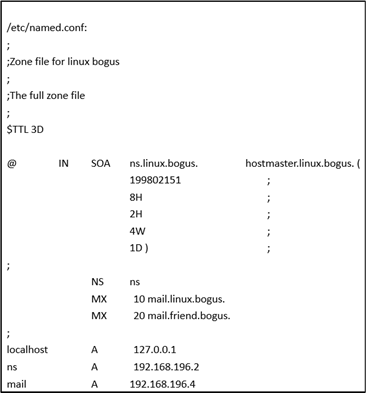 /etc/named.conf:
;
;Zone file for linux bogus
;
;The full zone file
;
$TTL 3D
@ IN SOA ns.linux.bogus. hostmaster.linux.bogus. (
199802151 ;
8H ;
2H ;
4W ;
1D ) ;
;
NS ns
MX 10 mail.linux.bogus.
MX 20 mail.friend.bogus.
;
localhost A 127.0.0.1
ns A 192.168.196.2
mail A 192.168.196.4